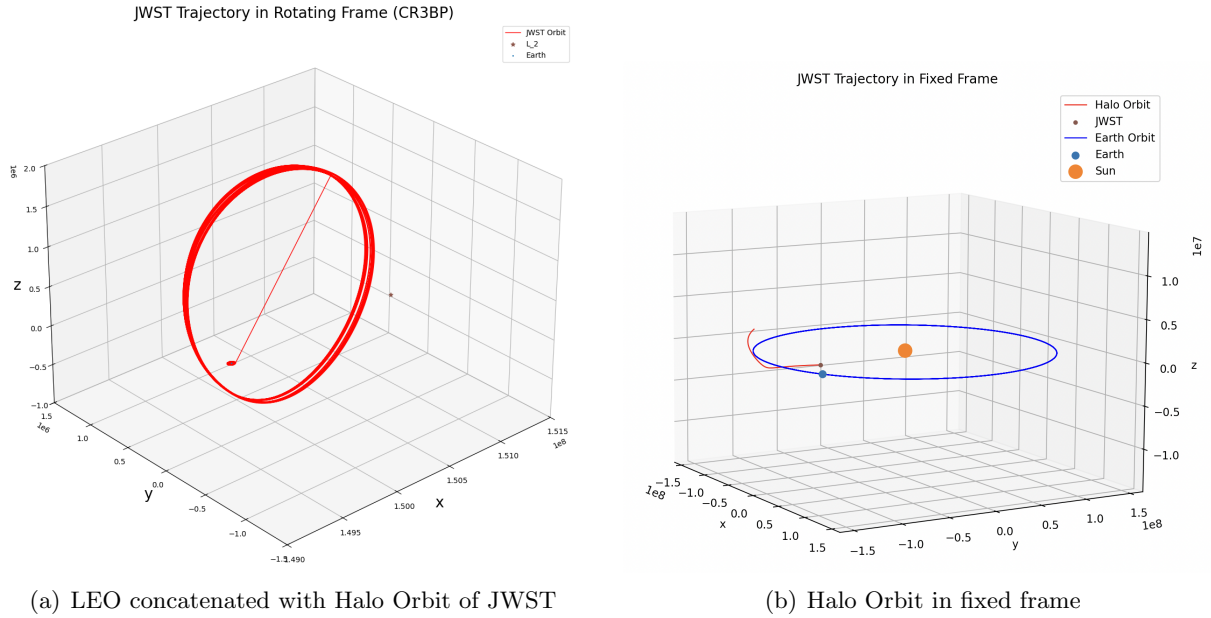 JWST Trajectory in Rotating Frame (CR3BP)
JWST Orbit
L_2
Earth
1e6
2.0
1.5
1.0
0.5
0.0
−0.5
−1.0
z
1.5
1e6
1.0
0.5
0.0
−0.5
−1.0
−1.5
y
1.490
1.495
1.500
1.505
1.510
1.515
1e8
x
(a) LEO concatenated with Halo Orbit of JWST
JWST Trajectory in Fixed Frame
Halo Orbit
JWST
Earth Orbit
Earth
Sun
1e7
1.0
0.5
0.0
−0.5
−1.0
z
−1.5
1e8
−1.0
−0.5
0.0
0.5
1.0
1.5
x
−1.5
−1.0
−0.5
0.0
0.5
1.0
1.5
1e8
y
(b) Halo Orbit in fixed frame